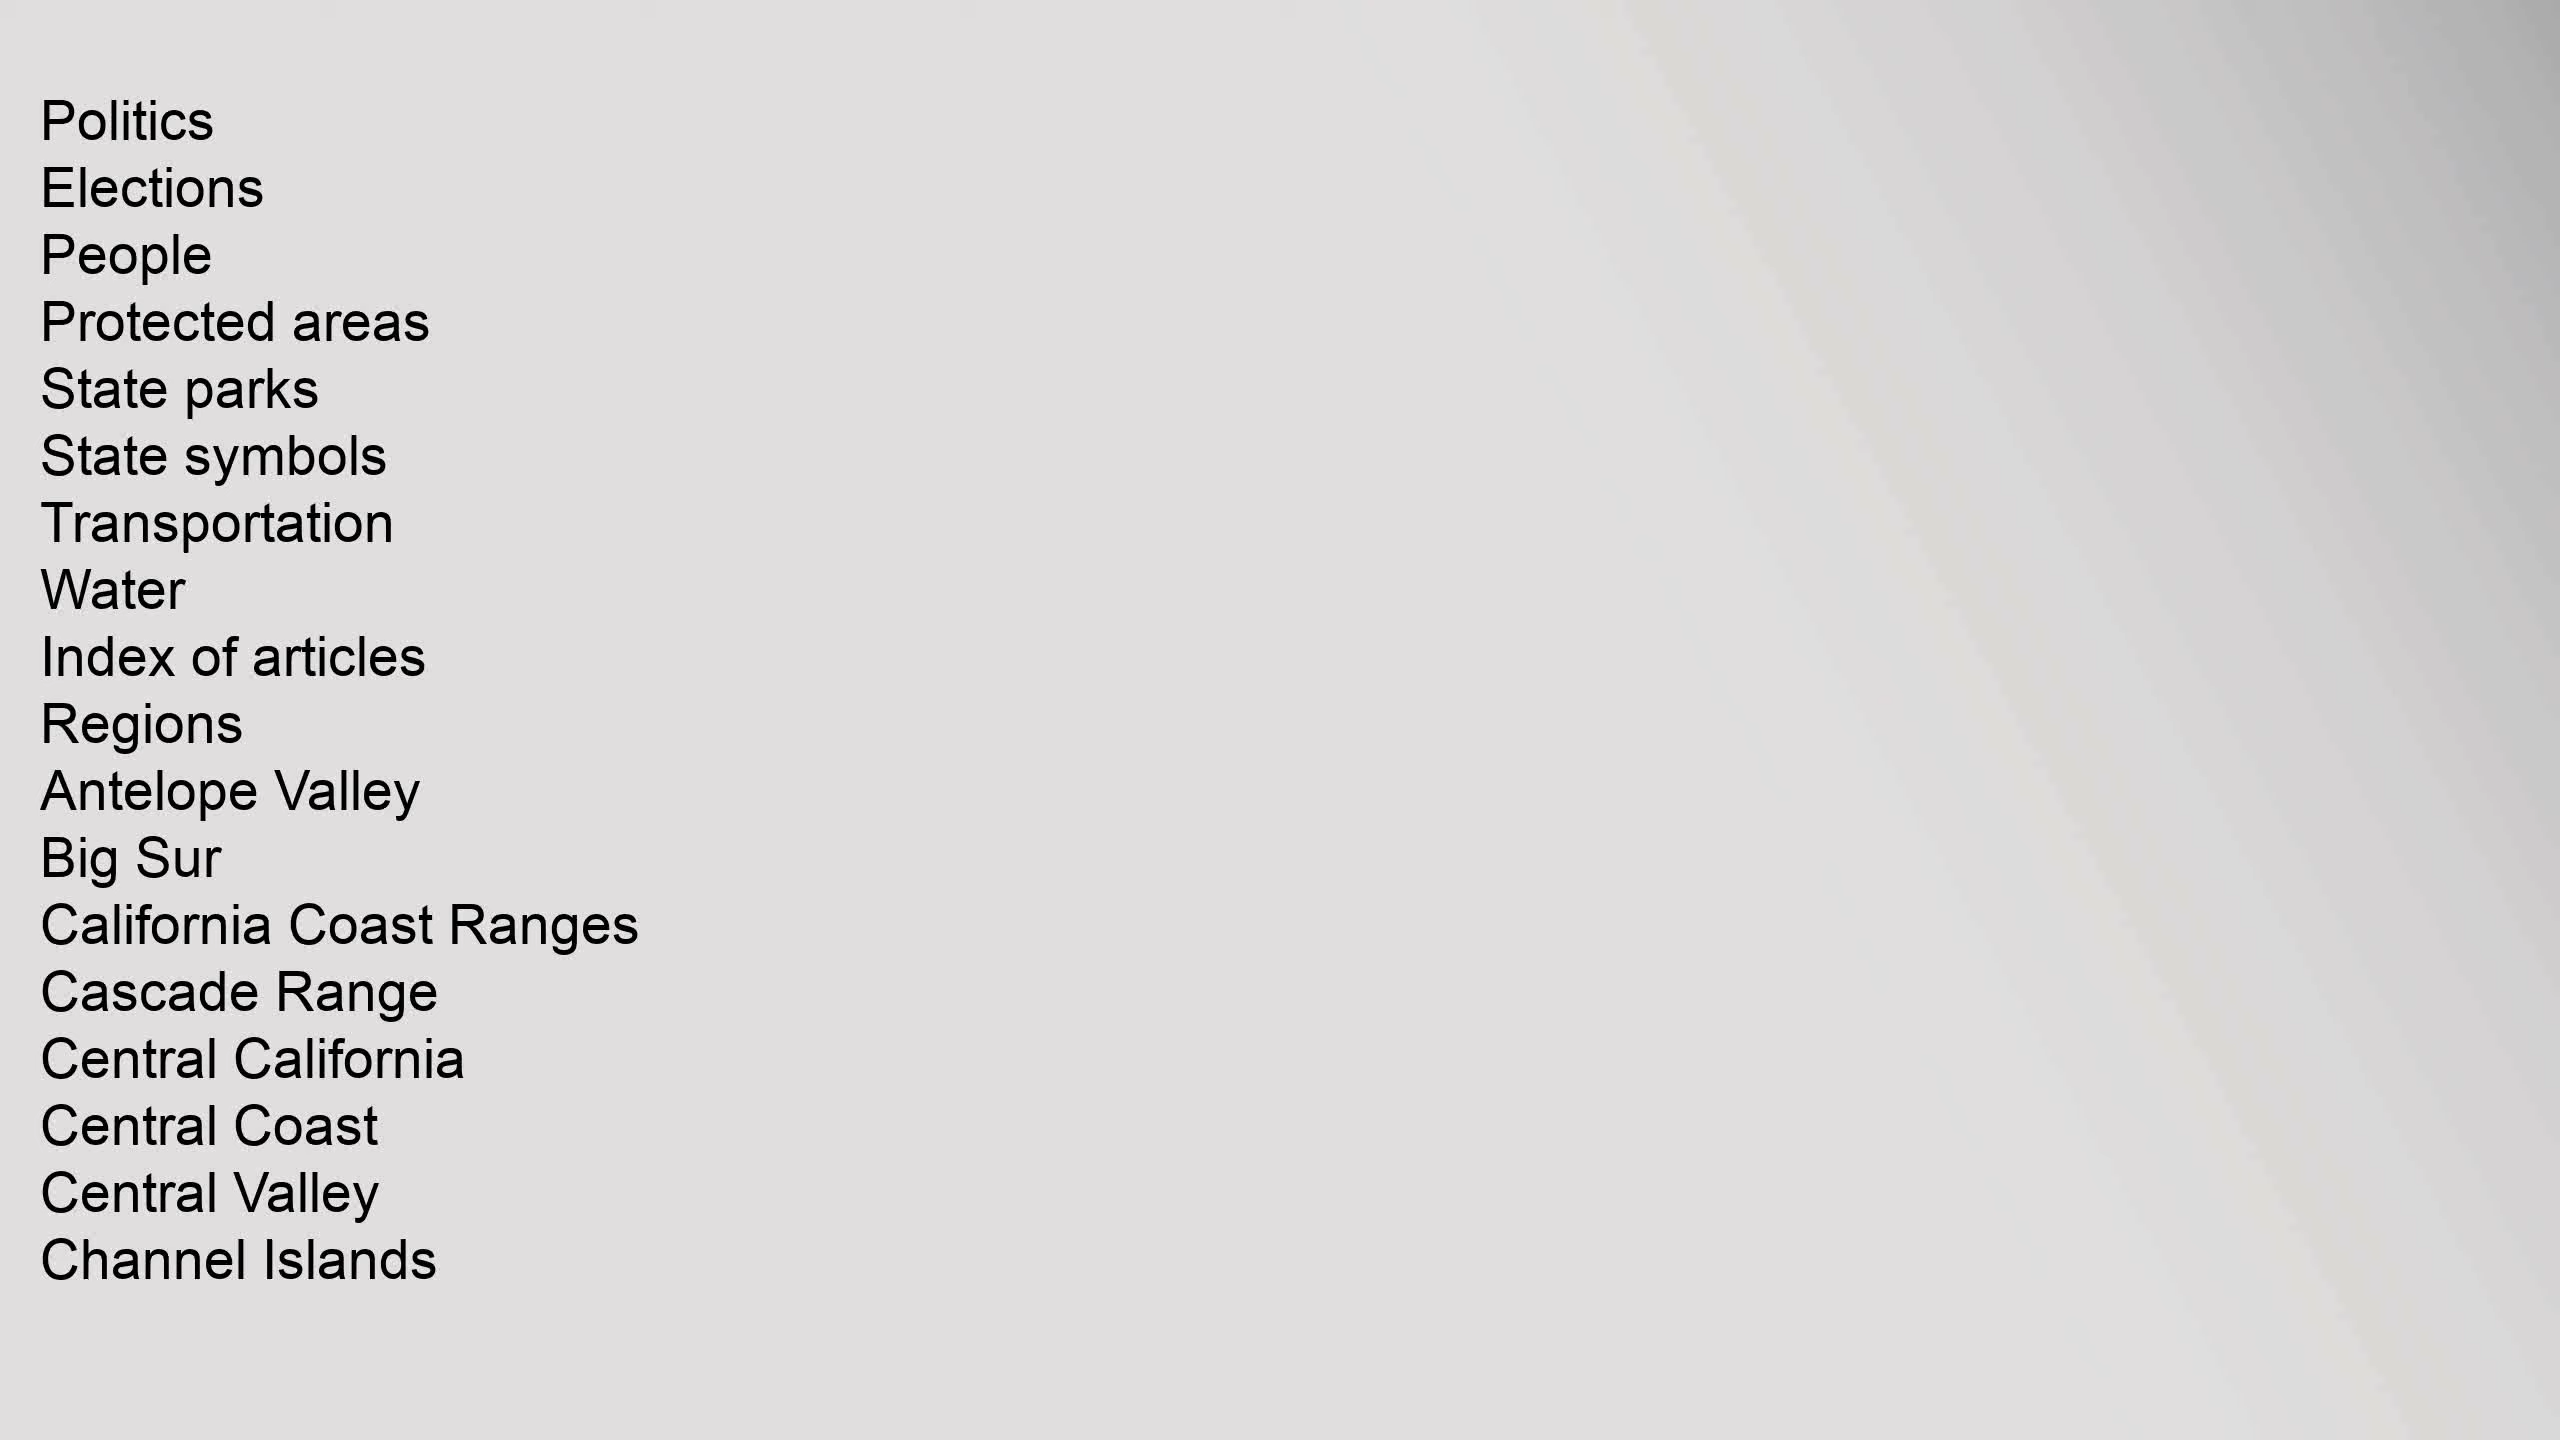 Politics
Elections
People
Protected areas
State parks
State symbols
Transportation
Water
Index of articles
Regions
Antelope Valley
Big Sur
California Coast Ranges
Cascade Range
Central California
Central Coast
Central Valley
Channel Islands